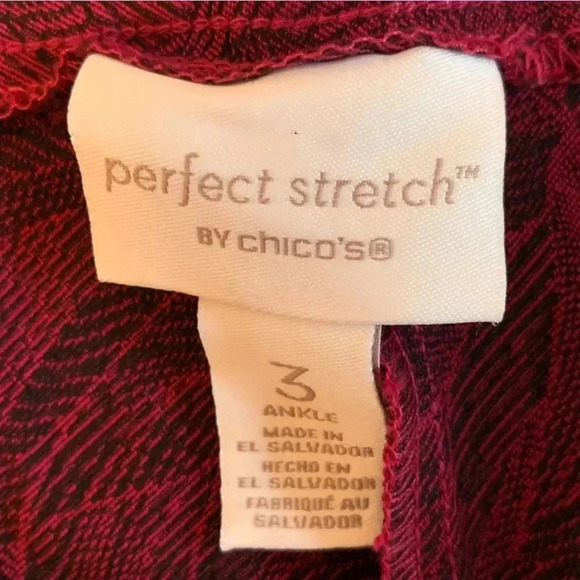 perfect stretch™
BY chico's®
3
ANKLE
MADE IN
EL SALVADOR
HECHO EN
EL SALVADOR
FABRIQUÉ AU
SALVADOR